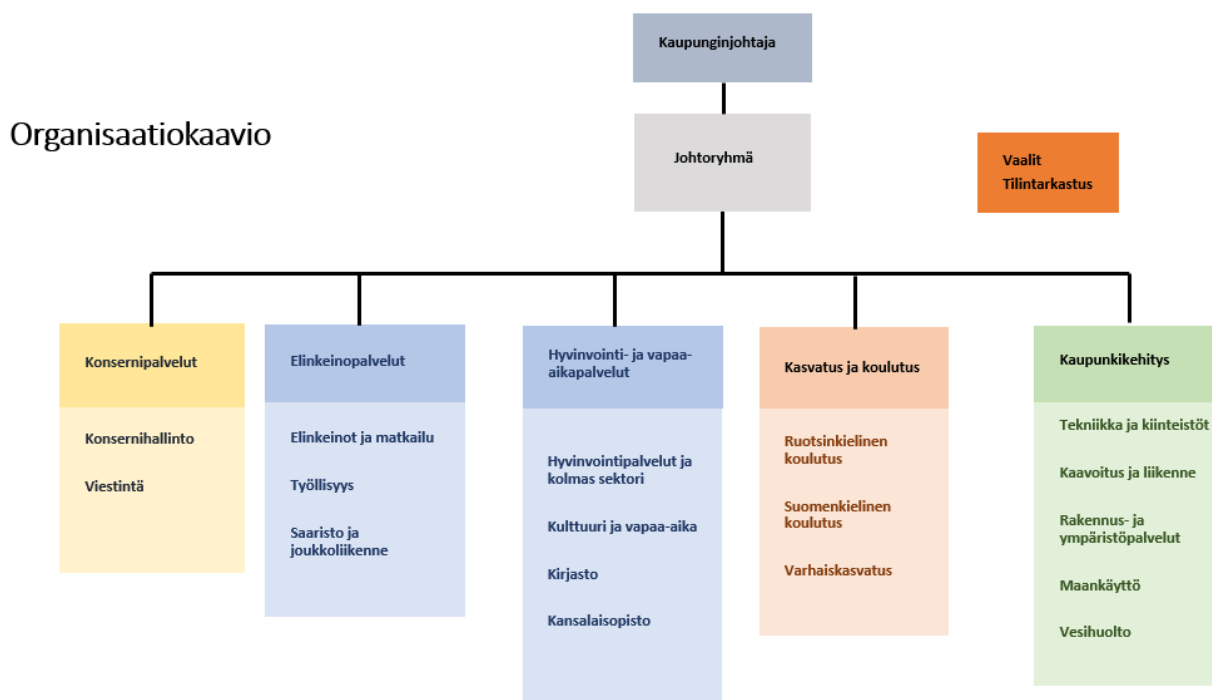 Kaupunginjohtaja
Organisaatiokaavio
Johtoryhmä
Vaalit
Tilintarkastus
Konsernipalvelut
Konsernihallinto
Viestintä
Elinkeinopalvelut
Elinkeinot ja matkailu
Työllisyys
Saaristo ja
joukkoliikenne
Hyvinvointi- ja vapaa-
aikapalvelut
Hyvinvointipalvelut ja
kolmas sektori
Kulttuuri ja vapaa-aika
Kirjasto
Kansalaisopisto
Kasvatus ja koulutus
Ruotsinkielinen
koulutus
Suomenkielinen
koulutus
Varhaiskasvatus
Kaupunkikehitys
Tekniikka ja kiinteistöt
Kaavoitus ja liikenne
Rakennus- ja
ympäristöpalvelut
Maankäyttö
Vesihuolto